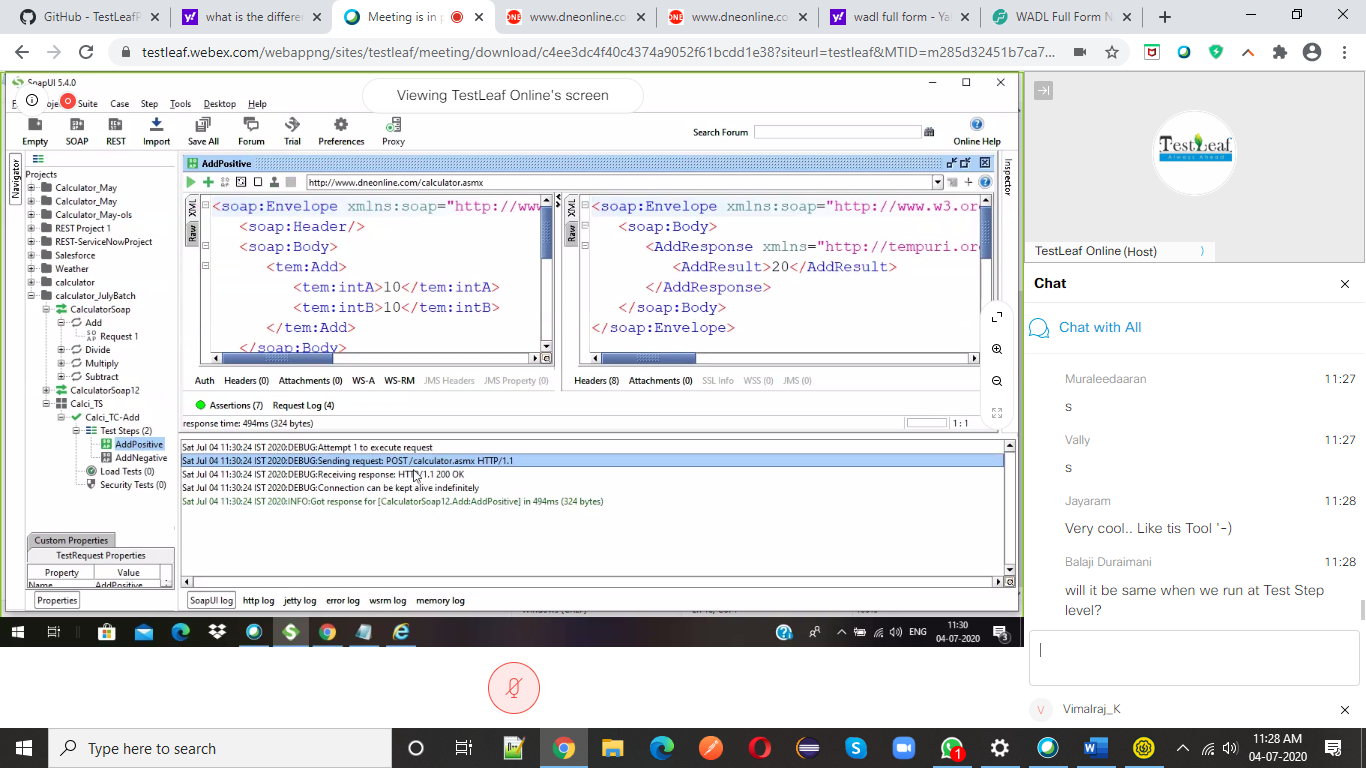 GitHub - TestLeafP
what is the differer
Meeting is in p
www.dneonline.co
www.dneonline.co
wadl full form - Ya
WADL Full Form N
testleaf.webex.com/webappng/sites/testleaf/meeting/download/c4ee3dc4f40c4374a9052f61bcdd1e38?siteurl=testleaf&MTID=m285d32451b7ca7...
SoapUI 5.4.0
Viewing TestLeaf Online's screen
Suite Case Step Tools Desktop Help
Empty SOAP REST Import Save All Forum Trial Preferences Proxy
Search Forum
Online Help
Navigator
Projects
Calculator_May
Calculator_May
Calculator_May-ols
REST Project 1
REST-ServiceNowProject
Salesforce
Weather
calculator
calculator_JulyBatch
CalculatorSoap
Add
SOAP Request 1
Divide
Multiply
Subtract
CalculatorSoap12
Calci_TS
Calci_TC-Add
Test Steps (2)
AddPositive
AddNegative
Load Tests (0)
Security Tests (0)
Custom Properties
TestRequest Properties
Property Value
Name AddPositive
Properties
AddPositive
http://www.dneonline.com/calculator.asmx
Inspector
XML
Raw
<soap:Envelope xmlns:soap="http://www
<soap:Header/>
<soap:Body>
<tem:Add>
<tem:intA>10</tem:intA>
<tem:intB>10</tem:intB>
</tem:Add>
</soap:Body>
XML
Raw
<soap:Envelope xmlns:soap="http://www.w3.or
<soap:Body>
<AddResponse xmlns="http://tempuri.or
<AddResult>20</AddResult>
</AddResponse>
</soap:Body>
</soap:Envelope>
Auth Headers (0) Attachments (0) WS-A WS-RM JMS Headers JMS Property (0)
Headers (8) Attachments (0) SSL Info WSS (0) JMS (0)
Assertions (7) Request Log (4)
response time: 494ms (324 bytes)
1 : 1
Sat Jul 04 11:30:24 IST 2020:DEBUG:Attempt 1 to execute request
Sat Jul 04 11:30:24 IST 2020:DEBUG:Sending request: POST /calculator.asmx HTTP/1.1
Sat Jul 04 11:30:24 IST 2020:DEBUG:Receiving response: HTTP/1.1 200 OK
Sat Jul 04 11:30:24 IST 2020:DEBUG:Connection can be kept alive indefinitely
Sat Jul 04 11:30:24 IST 2020:INFO:Got response for [CalculatorSoap12.Add:AddPositive] in 494ms (324 bytes)
SoapUI log http log jetty log error log wsrm log memory log
ENG
11:30
04-07-2020
3
TestLeaf
Always Ahead
TestLeaf Online (Host)
Chat
Chat with All
Muraleedaaran 11:27
s
Vally 11:27
s
Jayaram 11:28
Very cool.. Like tis Tool '-)
Balaji Duraimani 11:28
will it be same when we run at Test Step
level?
V Vimalraj_K
Type here to search
1
11:28 AM
04-07-2020